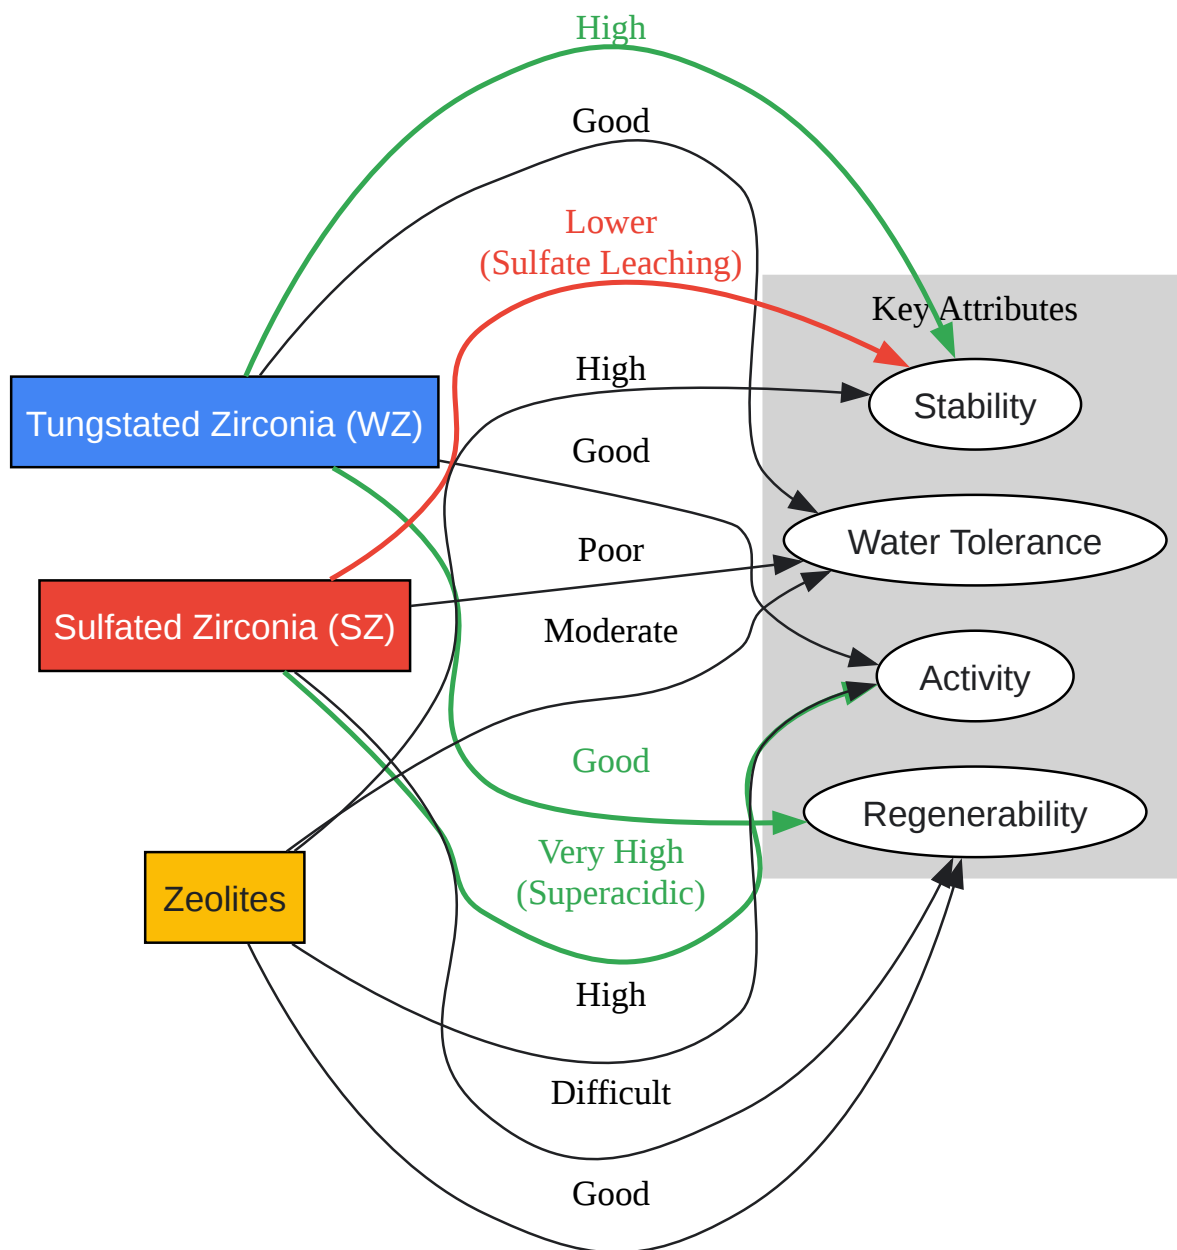 High
Good
Lower
(Sulfate Leaching)
Key Attributes
High
Stability
Tungstated Zirconia (WZ)
Good
Water Tolerance
Poor
Sulfated Zirconia (SZ)
Moderate
Activity
Good
Regenerability
Very High
(Superacidic)
Zeolites
High
Difficult
Good